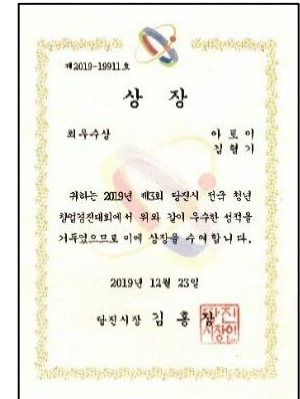 제2019-19911호
상 장
최우수상 아토이
김형기
귀하는 2019년 제3회 당진시 전국 청년
창업경진대회에서 위와 같이 우수한 성적을
거두었으므로 이에 상장을 수여합니다.
2019년 12월 23일
당진시장 김홍장